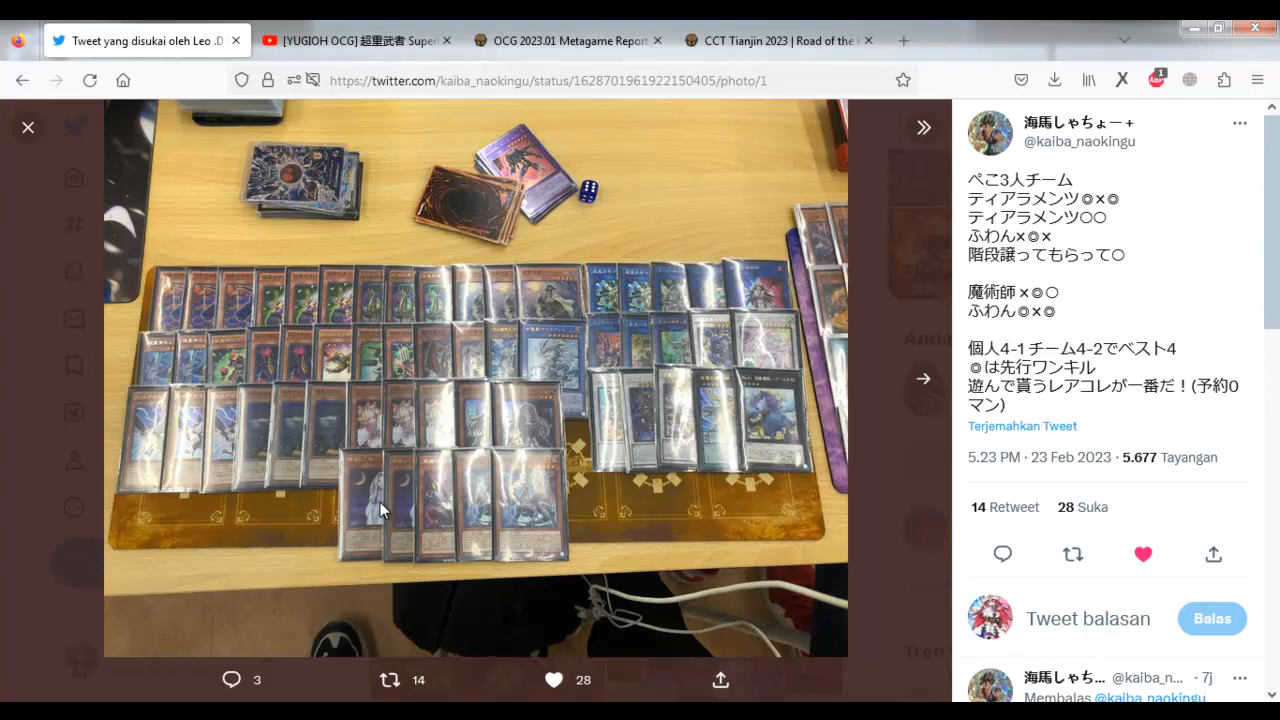 Tweet yang disukai oleh Leo .D
[YUGIOH OCG] 超重武者 Super
OCG 2023.01 Metagame Report
CCT Tianjin 2023 | Road of the
https://twitter.com/kaiba_naokingu/status/1628701961922150405/photo/1
1
海馬しゃちょー+
@kaiba_naokingu
ぺこ3人チーム
ティアラメンツ◎×◎
ティアラメンツ○○
ふわん×◎×
階段譲ってもらって○
魔術師×◎○
ふわん◎×◎
個人4-1 チーム4-2でベスト4
◎は先行ワンキル
遊んで貰うレアコレが一番だ！(予約0
マン)
Terjemahkan Tweet
5.23 PM · 23 Feb 2023 · 5.677 Tayangan
14 Retweet 28 Suka
Tweet balasan
Balas
海馬しゃち... @kaiba_n... · 7j
Membalas @kaiba_naokingu
3
14
28